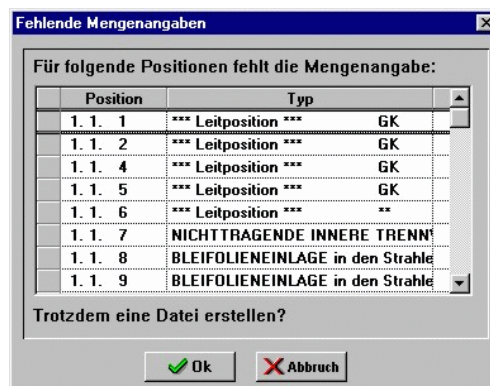 Fehlende Mengenangaben
Für folgende Positionen fehlt die Mengenangabe:
Position Typ
1. 1. 1 *** Leitposition *** GK
1. 1. 2 *** Leitposition *** GK
1. 1. 4 *** Leitposition *** GK
1. 1. 5 *** Leitposition *** GK
1. 1. 6 *** Leitposition *** **
1. 1. 7 NICHTTRAGENDE INNERE TRENN
1. 1. 8 BLEIFOLIENEINLAGE in den Strahle
1. 1. 9 BLEIFOLIENEINLAGE in den Strahle
Trotzdem eine Datei erstellen?
Ok Abbruch